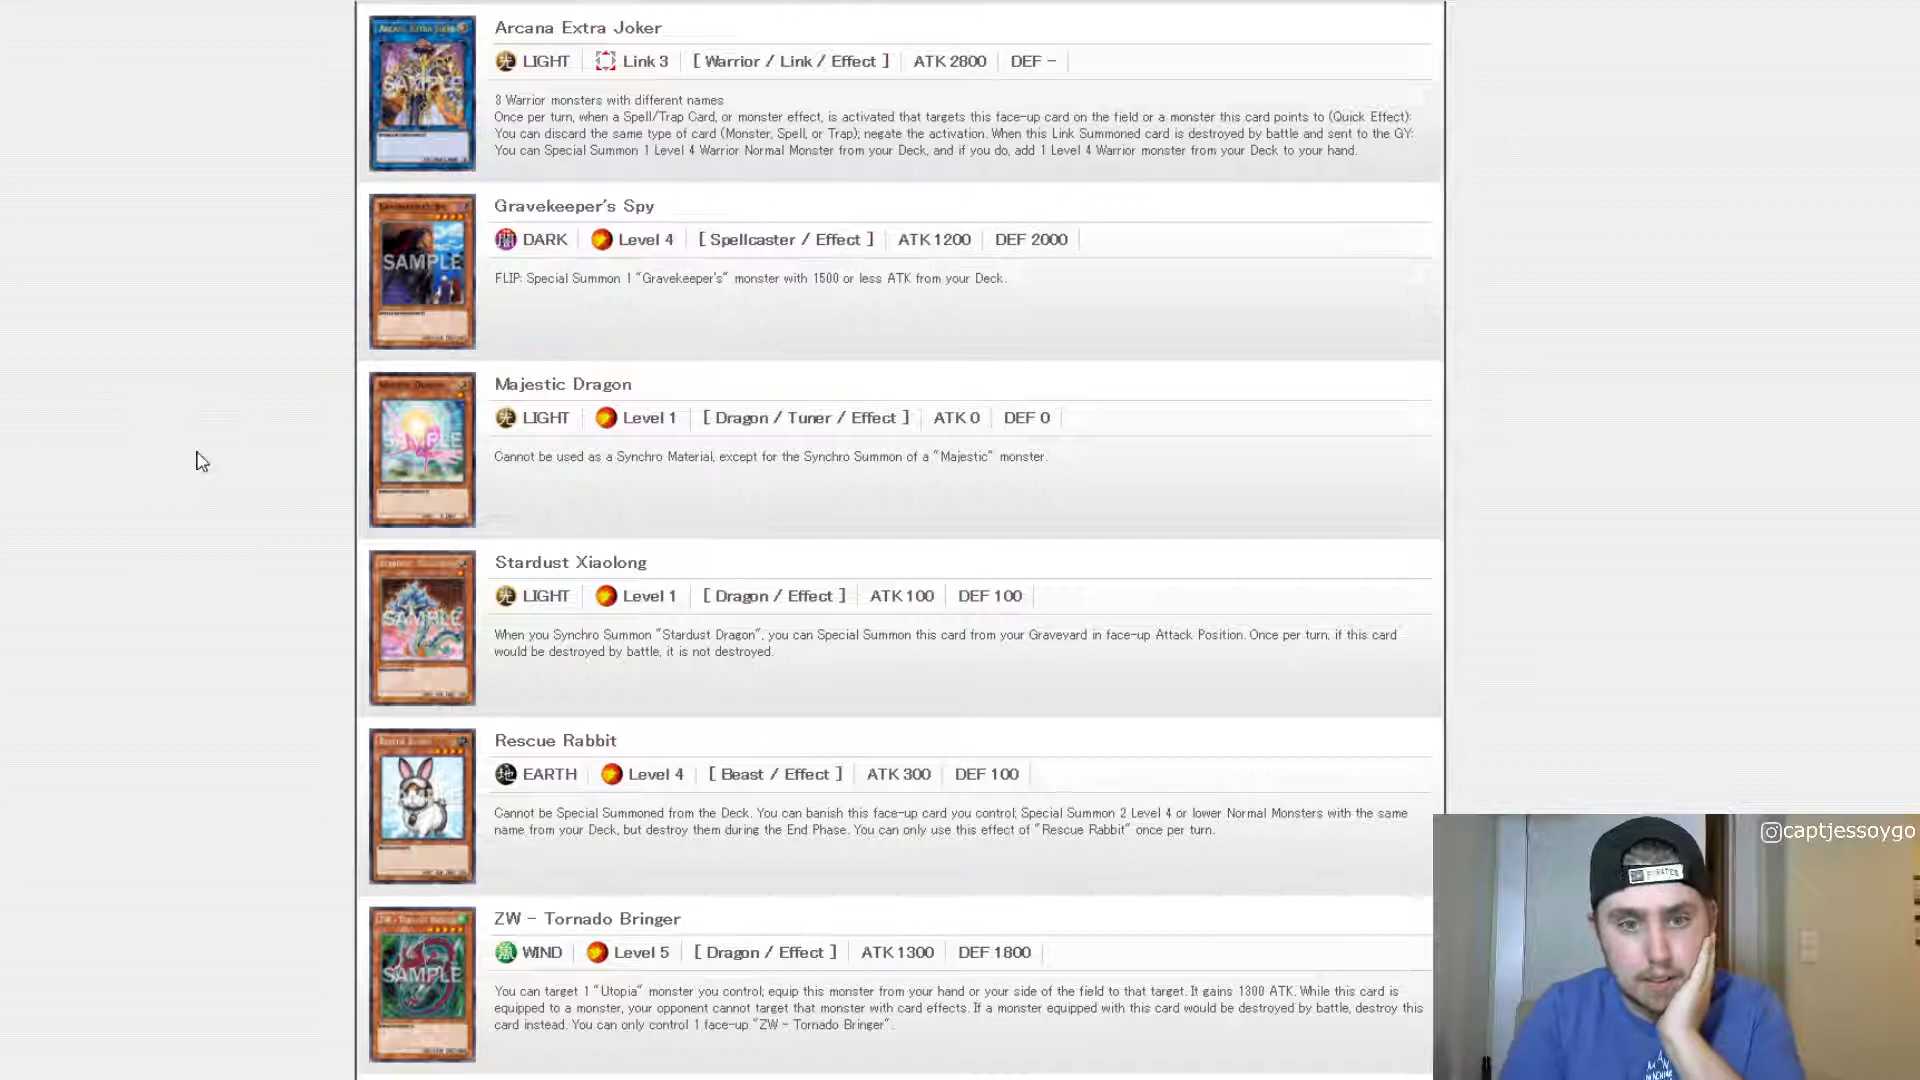 Arcana Extra Joker
LIGHT Link 3 [ Warrior / Link / Effect ] ATK 2800 DEF -
3 Warrior monsters with different names
Once per turn, when a Spell/Trap Card, or monster effect, is activated that targets this face-up card on the field or a monster this card points to (Quick Effect):
You can discard the same type of card (Monster, Spell, or Trap); negate the activation. When this Link Summoned card is destroyed by battle and sent to the GY:
You can Special Summon 1 Level 4 Warrior Normal Monster from your Deck, and if you do, add 1 Level 4 Warrior monster from your Deck to your hand.
SAMPLE
Gravekeeper's Spy
DARK Level 4 [ Spellcaster / Effect ] ATK 1200 DEF 2000
FLIP: Special Summon 1 "Gravekeeper's" monster with 1500 or less ATK from your Deck.
SAMPLE
Majestic Dragon
LIGHT Level 1 [ Dragon / Tuner / Effect ] ATK 0 DEF 0
Cannot be used as a Synchro Material, except for the Synchro Summon of a "Majestic" monster.
SAMPLE
Stardust Xiaolong
LIGHT Level 1 [ Dragon / Effect ] ATK 100 DEF 100
When you Synchro Summon "Stardust Dragon", you can Special Summon this card from your Graveyard in face-up Attack Position. Once per turn, if this card
would be destroyed by battle, it is not destroyed.
SAMPLE
Rescue Rabbit
EARTH Level 4 [ Beast / Effect ] ATK 300 DEF 100
Cannot be Special Summoned from the Deck. You can banish this face-up card you control; Special Summon 2 Level 4 or lower Normal Monsters with the same
name from your Deck, but destroy them during the End Phase. You can only use this effect of "Rescue Rabbit" once per turn.
SAMPLE
ZW - Tornado Bringer
WIND Level 5 [ Dragon / Effect ] ATK 1300 DEF 1800
You can target 1 "Utopia" monster you control; equip this monster from your hand or your side of the field to that target. It gains 1300 ATK. While this card is
equipped to a monster, your opponent cannot target that monster with card effects. If a monster equipped with this card would be destroyed by battle, destroy this
card instead. You can only control 1 face-up "ZW - Tornado Bringer".
SAMPLE
captjessoygo